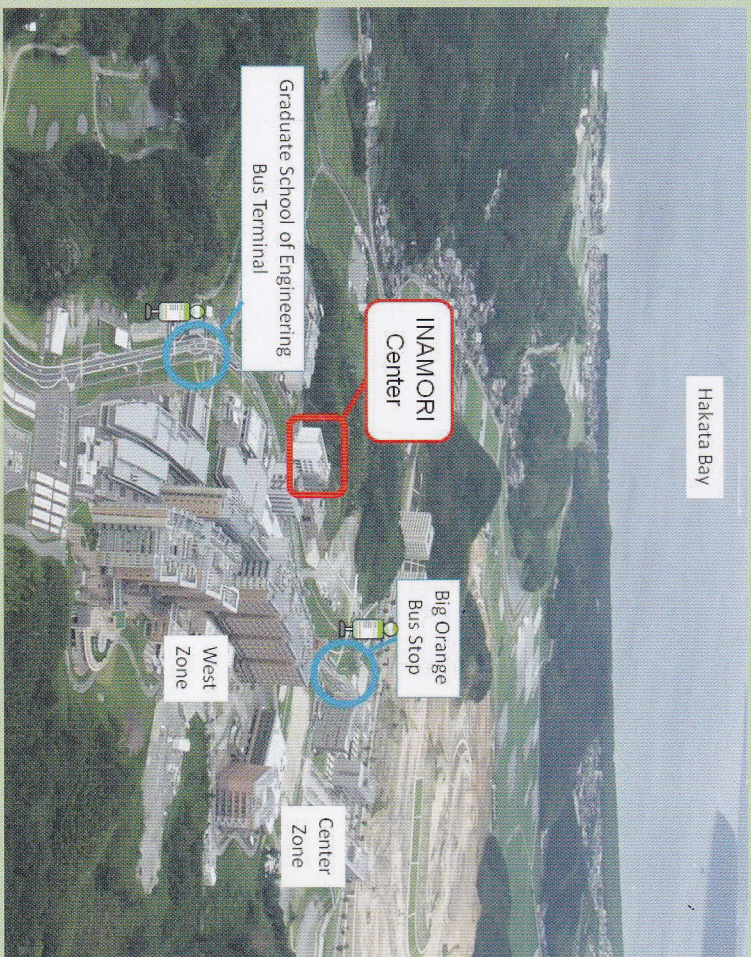 Hakata Bay
INAMORI
Center
Graduate School of Engineering
Bus Terminal
Big Orange
Bus Stop
West
Zone
Center
Zone